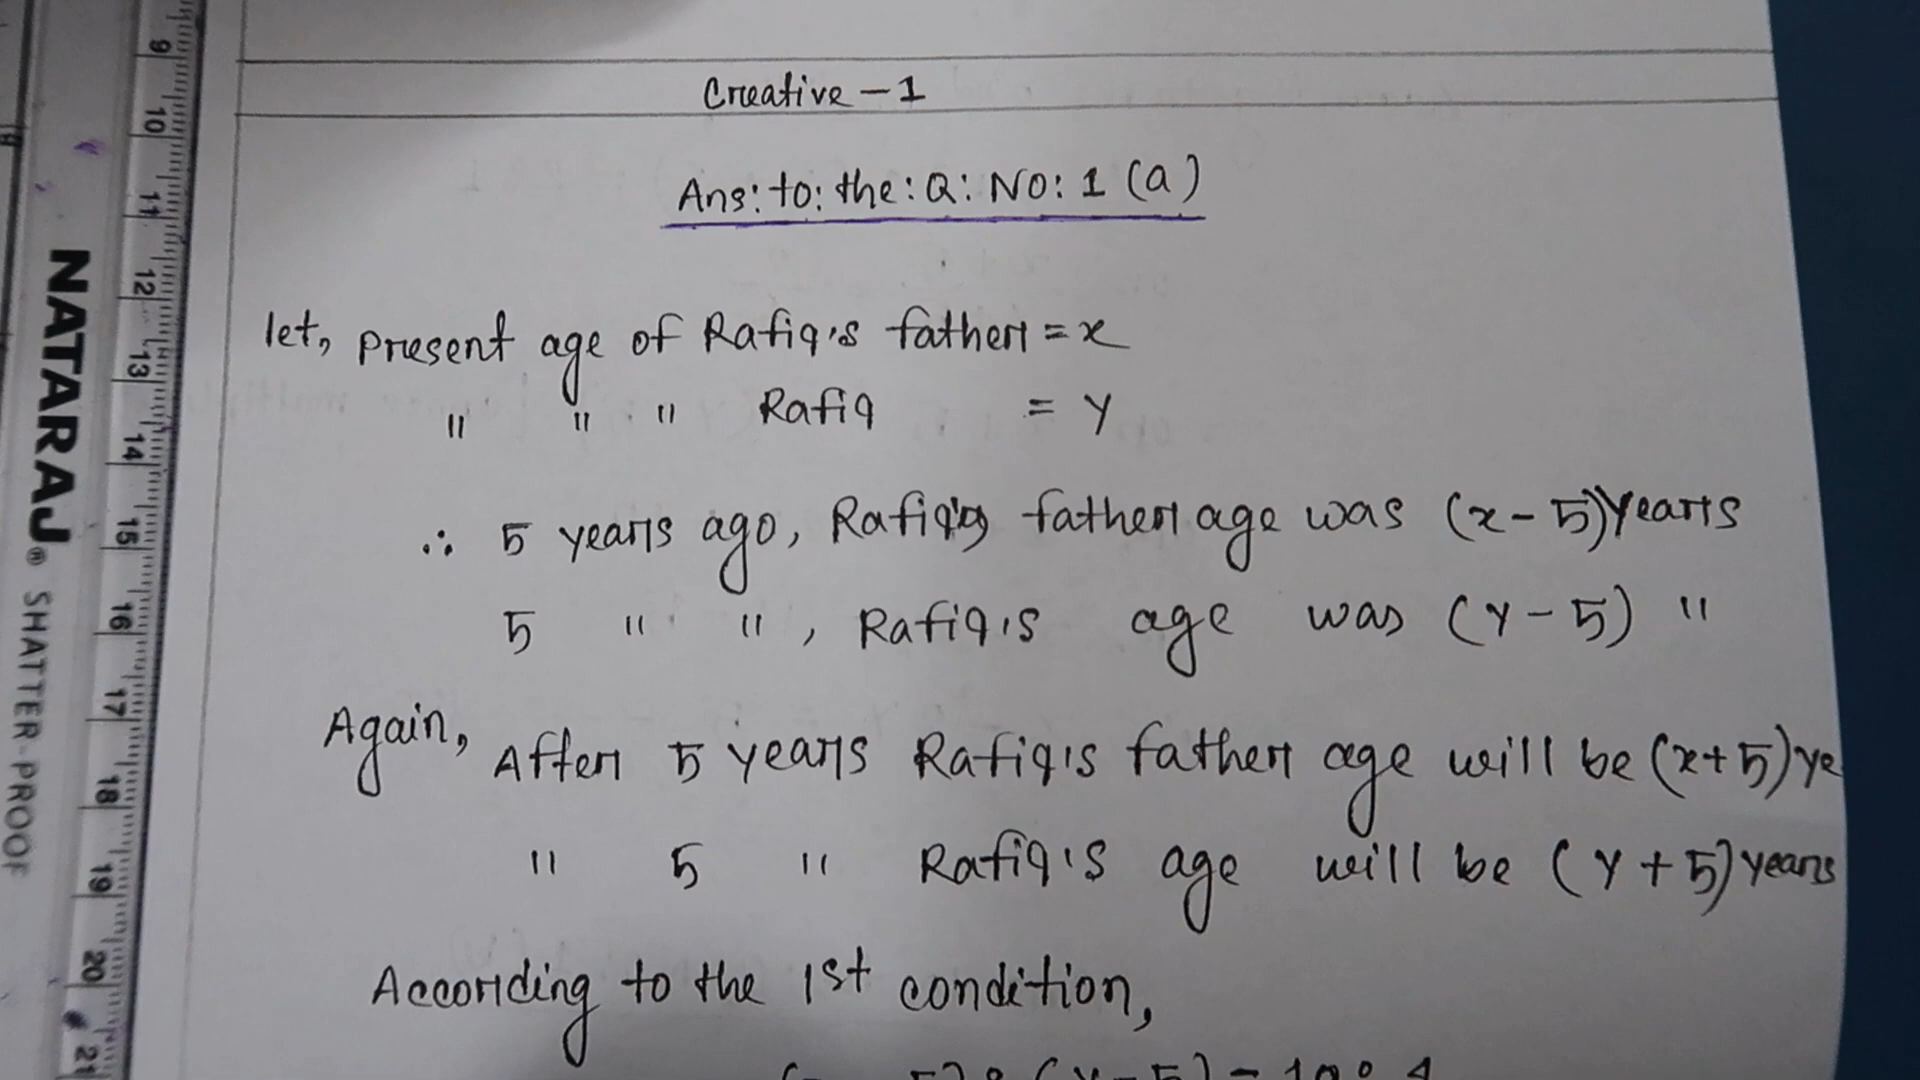 Creative - 1
Ans: to: the: Q: No: 1 (a)
let, present age of Rafiq's father = x
" " " Rafiq = y
∴ 5 years ago, Rafiq's father age was (x - 5) years
5 " ", Rafiq's age was (y - 5) "
Again, After 5 years Rafiq's father age will be (x + 5) ye
" 5 " Rafiq's age will be (y + 5) years
According to the 1st condition,
9
10
11
12
13
14
15
16
17
18
19
20
21
NATARAJ® SHATTER-PROOF